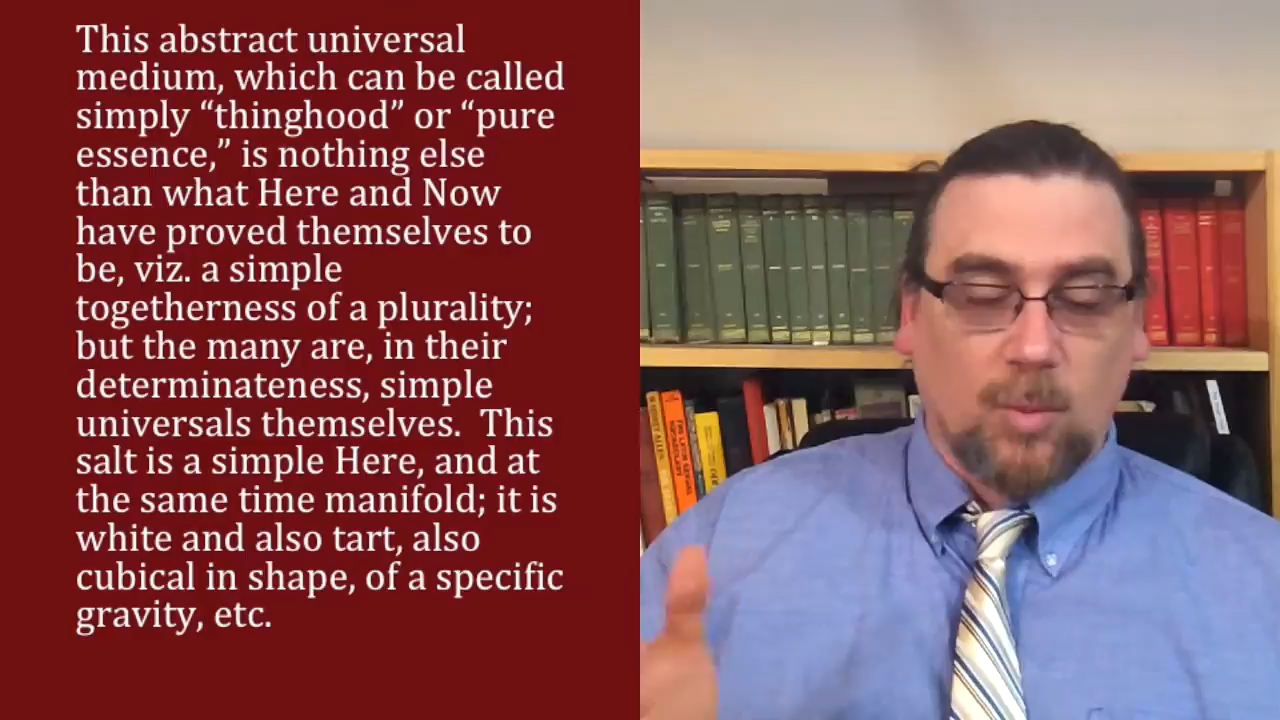 This abstract universal
medium, which can be called
simply “thinghood” or “pure
essence,” is nothing else
than what Here and Now
have proved themselves to
be, viz. a simple
togetherness of a plurality;
but the many are, in their
determinateness, simple
universals themselves.  This
salt is a simple Here, and at
the same time manifold; it is
white and also tart, also
cubical in shape, of a specific
gravity, etc.